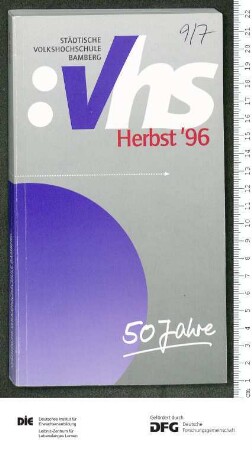 STÄDTISCHE
VOLKSHOCHSCHULE
BAMBERG
9/7
:Vhs
Herbst '96
50 Jahre
cm
DIE Deutsches Institut für
Erwachsenenbildung
Leibniz-Zentrum für
Lebenslanges Lernen
Gefördert durch
DFG Deutsche
Forschungsgemeinschaft